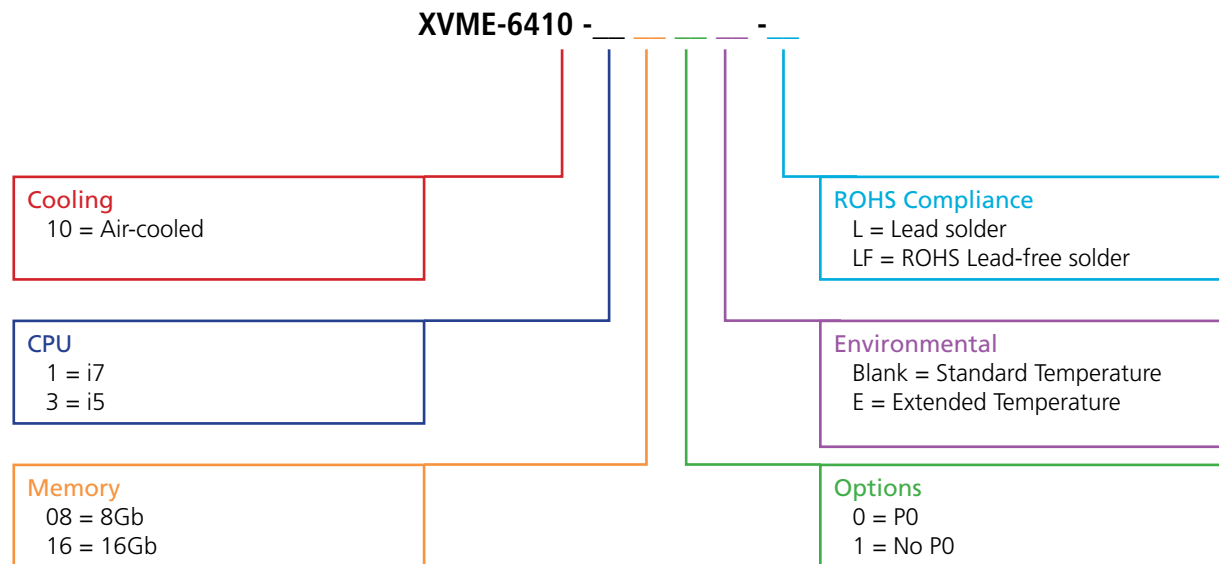 XVME-6410 -__ __ __ __ -__
Cooling
10 = Air-cooled
CPU
1 = i7
3 = i5
Memory
08 = 8Gb
16 = 16Gb
ROHS Compliance
L = Lead solder
LF = ROHS Lead-free solder
Environmental
Blank = Standard Temperature
E = Extended Temperature
Options
0 = P0
1 = No P0